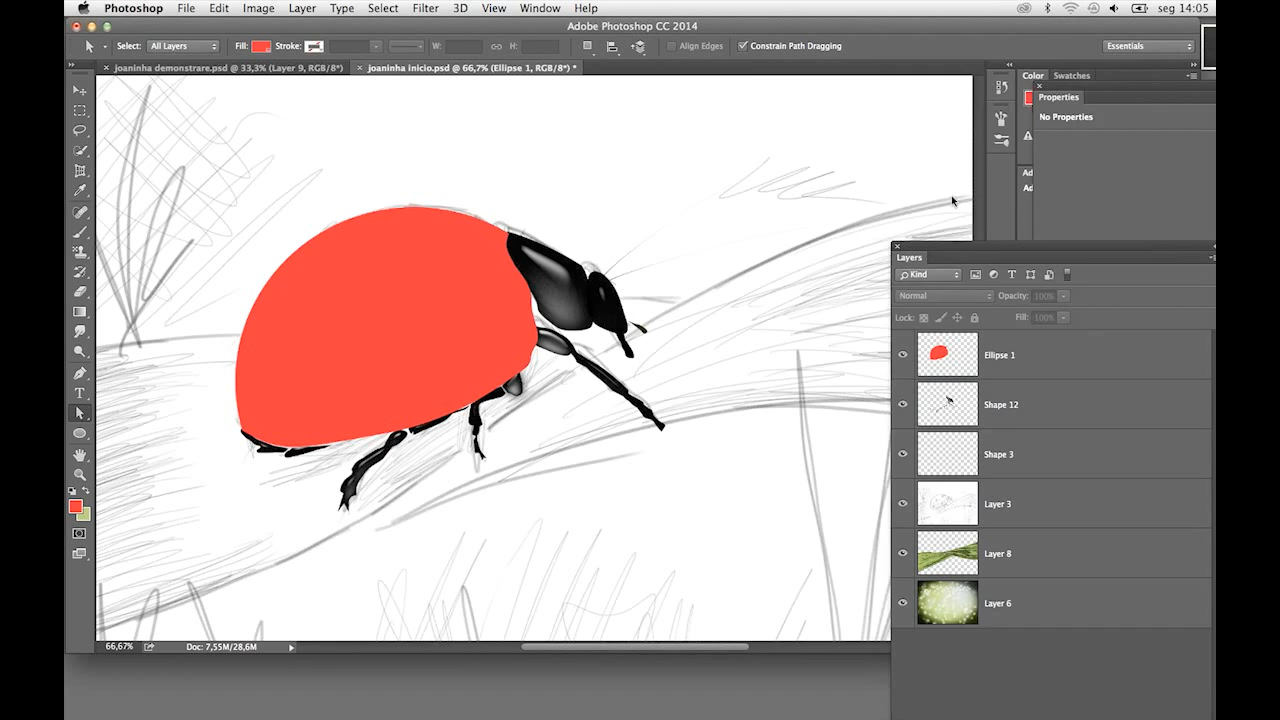 Photoshop File Edit Image Layer Type Select Filter 3D View Window Help seg 14:05
Adobe Photoshop CC 2014
Select: All Layers Fill: Stroke: W: H: Align Edges Constrain Path Dragging Essentials
joaninha demonstrare.psd @ 33,3% (Layer 9, RGB/8*) joaninha inicio.psd @ 66,7% (Ellipse 1, RGB/8*) *
Color Swatches
Properties
No Properties
Ad
Ad
Layers
Kind
Normal Opacity: 100%
Lock: Fill: 100%
Ellipse 1
Shape 12
Shape 3
Layer 3
Layer 8
Layer 6
66,67% Doc: 7,55M/28,6M